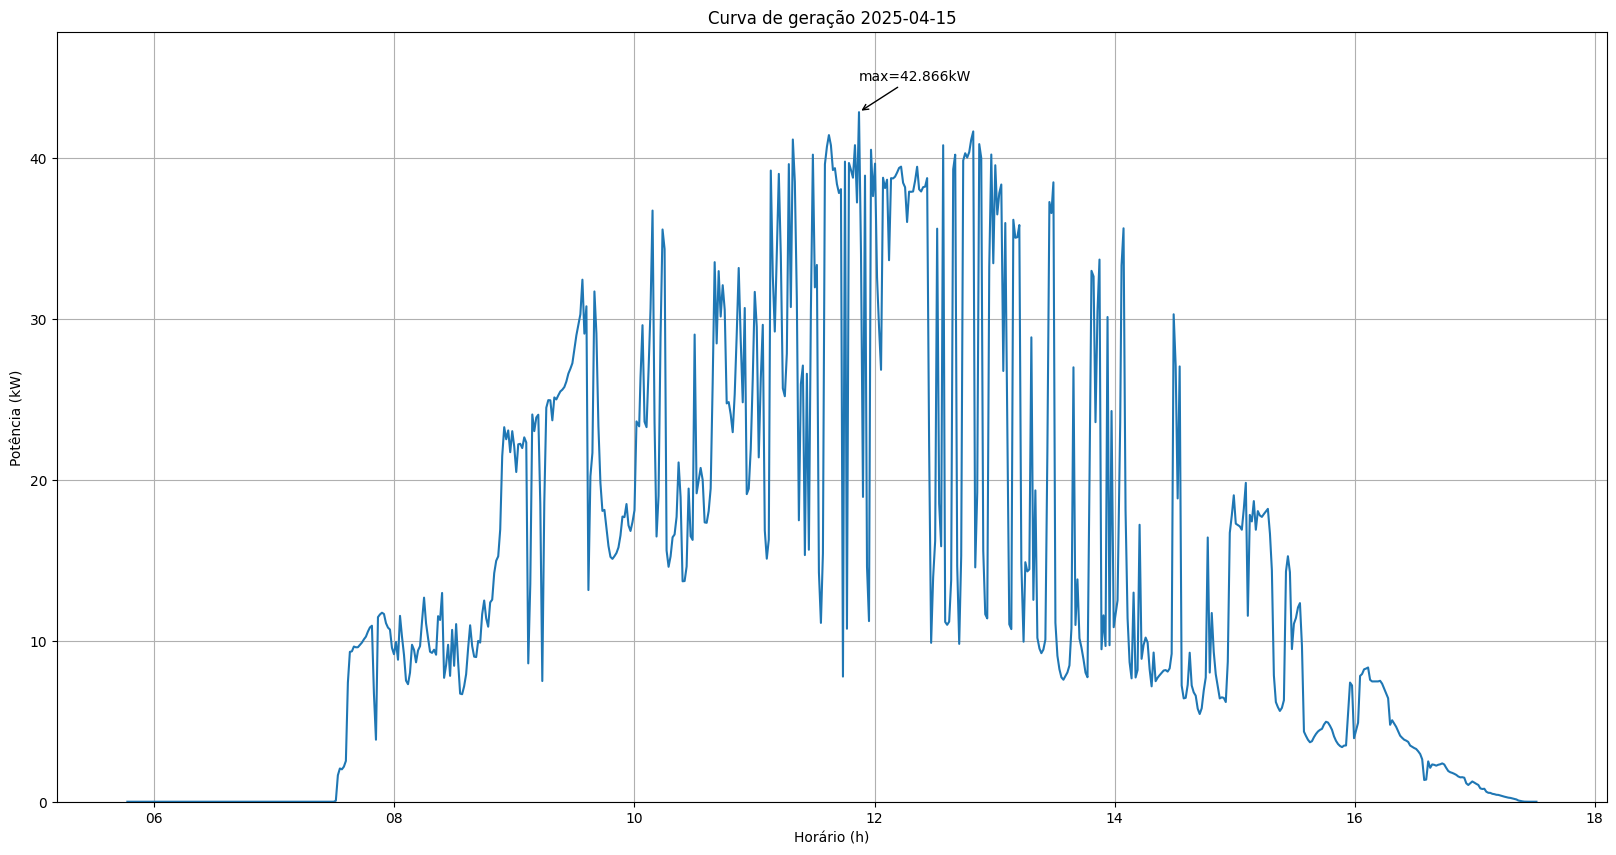 Curva de geração 2025-04-15
max=42.866kW
Potência (kW)
40
30
20
10
0
06 08 10 12 14 16 18
Horário (h)